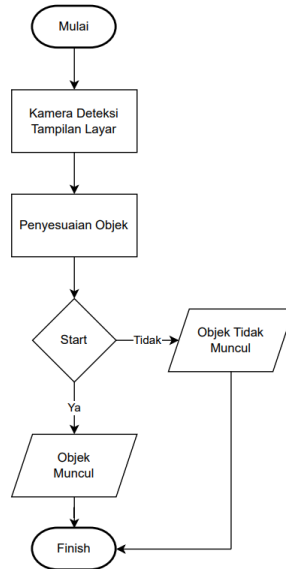 Mulai
Kamera Deteksi
Tampilan Layar
Penyesuaian Objek
Start
Tidak
Objek Tidak
Muncul
Ya
Objek
Muncul
Finish